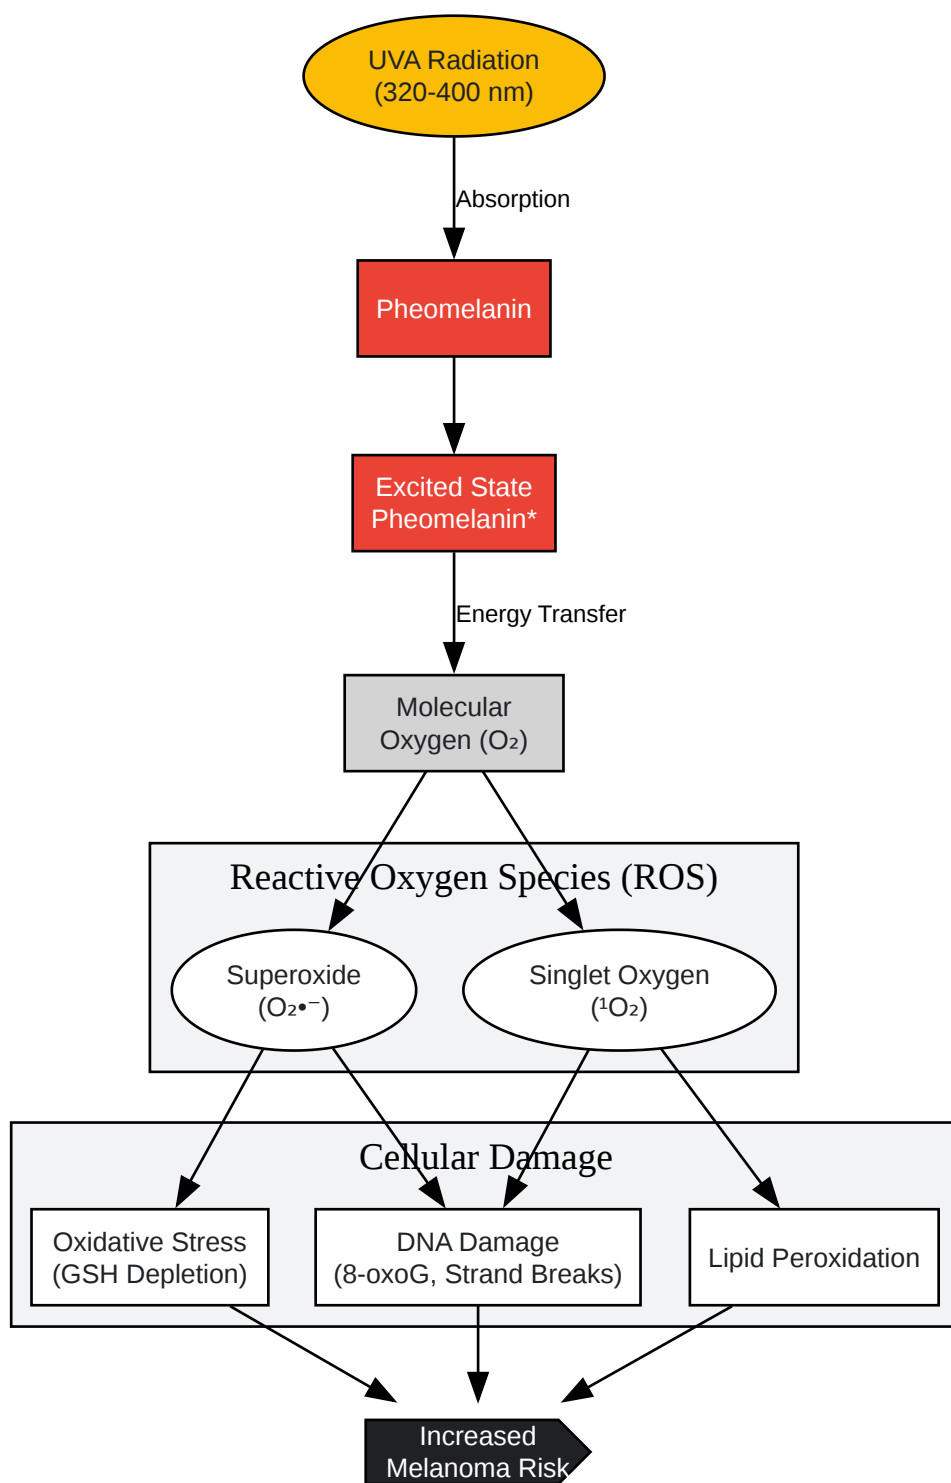 UVA Radiation
(320-400 nm)
Absorption
Pheomelanin
Excited State
Pheomelanin*
Energy Transfer
Molecular
Oxygen (O₂)
Reactive Oxygen Species (ROS)
Superoxide
(O₂•⁻)
Singlet Oxygen
(¹O₂)
Cellular Damage
Oxidative Stress
(GSH Depletion)
DNA Damage
(8-oxoG, Strand Breaks)
Lipid Peroxidation
Increased
Melanoma Risk